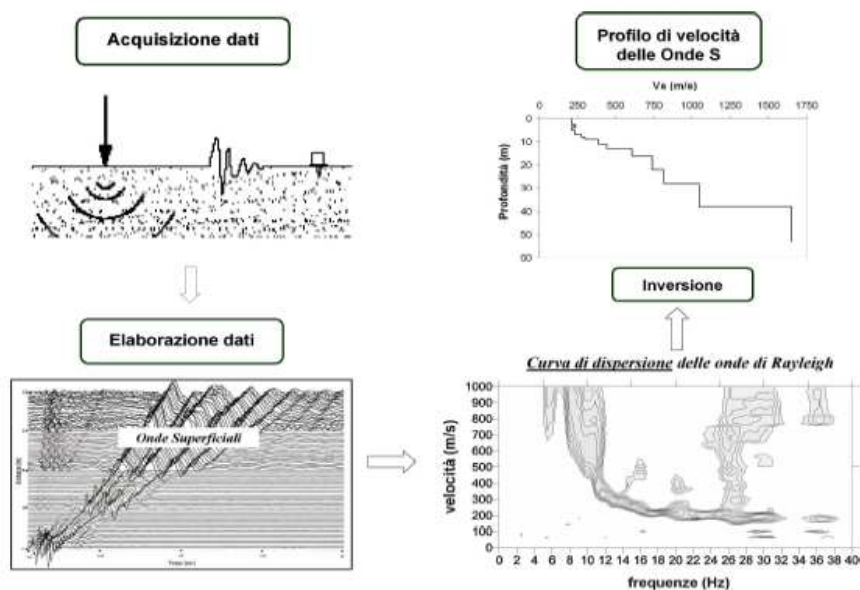 Acquisizione dati
Elaborazione dati
Onde Superficiali
Profilo di velocità
delle Onde S
Vs (m/s)
0 250 500 750 1000 1250 1500 1750
Profondità (m)
0
10
20
30
40
50
60
Inversione
Curva di dispersione delle onde di Rayleigh
velocità (m/s)
1000
900
800
700
600
500
400
300
200
100
0
0 2 4 6 8 10 12 14 16 18 20 22 24 26 28 30 32 34 36 38 40
frequenze (Hz)